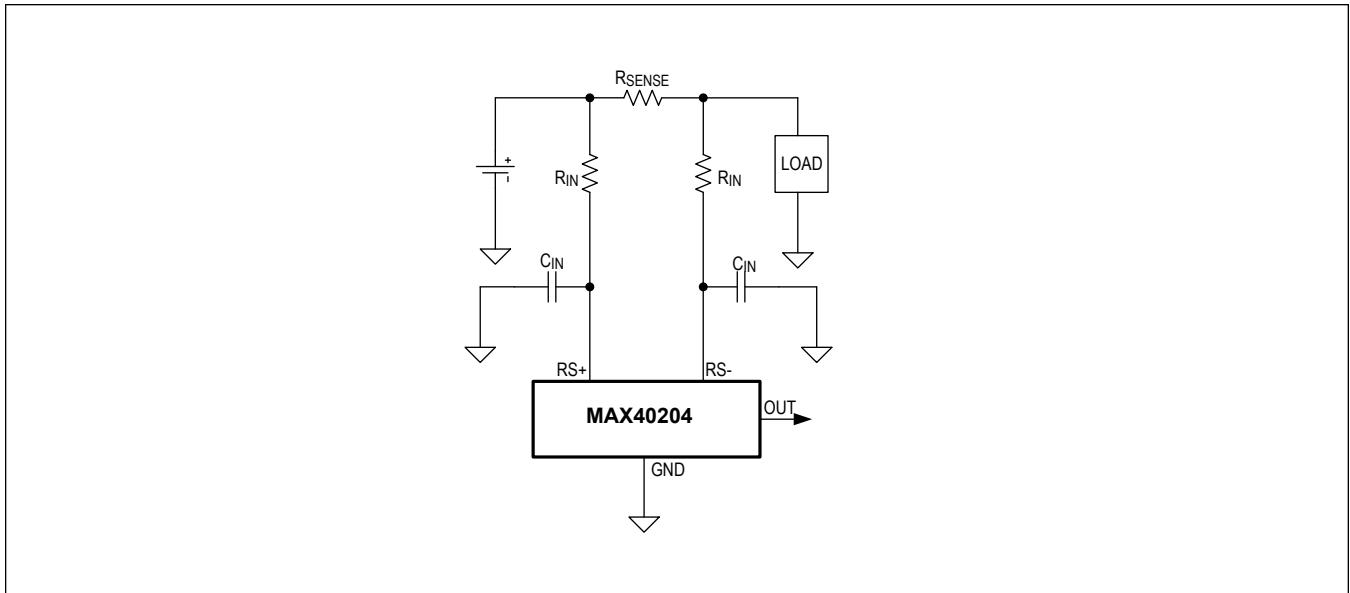 RSENSE
+
-
RIN
RIN
LOAD
CIN
CIN
RS+
RS-
MAX40204
OUT
GND